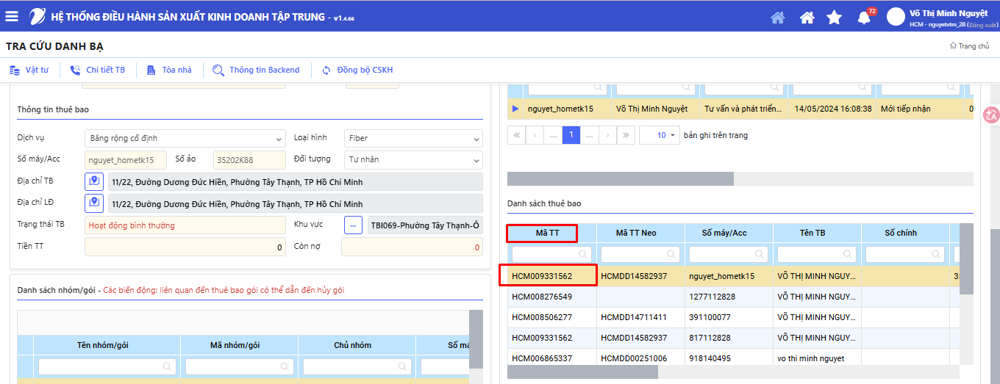 HỆ THỐNG ĐIỀU HÀNH SẢN XUẤT KINH DOANH TẬP TRUNG - v1.4.66
72
Võ Thị Minh Nguyệt
HCM - nguyetvtm_28 (Đăng xuất)
TRA CỨU DANH BẠ
Trang chủ
Vật tư
Chi tiết TB
Tòa nhà
Thông tin Backend
Đồng bộ CSKH
Thông tin thuê bao
Dịch vụ Băng rộng cố định Loại hình Fiber
Số máy/Acc nguyet_hometk15 Số ảo 35202K88 Đối tượng Tư nhân
Địa chỉ TB 11/22, Đường Dương Đức Hiền, Phường Tây Thạnh, TP Hồ Chí Minh
Địa chỉ LĐ 11/22, Đường Dương Đức Hiền, Phường Tây Thạnh, TP Hồ Chí Minh
Trạng thái TB Hoạt động bình thường Khu vực ... TBI069-Phường Tây Thạnh-Ô
Tiền TT 0 Còn nợ 0
Danh sách nhóm/gói - Các biến động: liên quan đến thuê bao gói có thể dẫn đến hủy gói
Tên nhóm/gói Mã nhóm/gói Chủ nhóm Số má
nguyet_hometk15 Võ Thị Minh Nguyệt Tư vấn và phát triển... 14/05/2024 16:08:38 Mới tiếp nhận 0
« ‹ ... 1 ... › » 10 bản ghi trên trang
Danh sách thuê bao
Mã TT Mã TT Neo Số máy/Acc Tên TB Số chính
HCM009331562 HCMDD14582937 nguyet_hometk15 VÕ THỊ MINH NGUY... 3
HCM008276549 1277112828 VÕ THỊ MINH NGUY...
HCM008506277 HCMDD14711411 391100077 VÕ THỊ MINH NGUY...
HCM009331562 HCMDD14582937 817112828 VÕ THỊ MINH NGUY...
HCM006865337 HCMDD00251006 918140495 vo thi minh nguyet